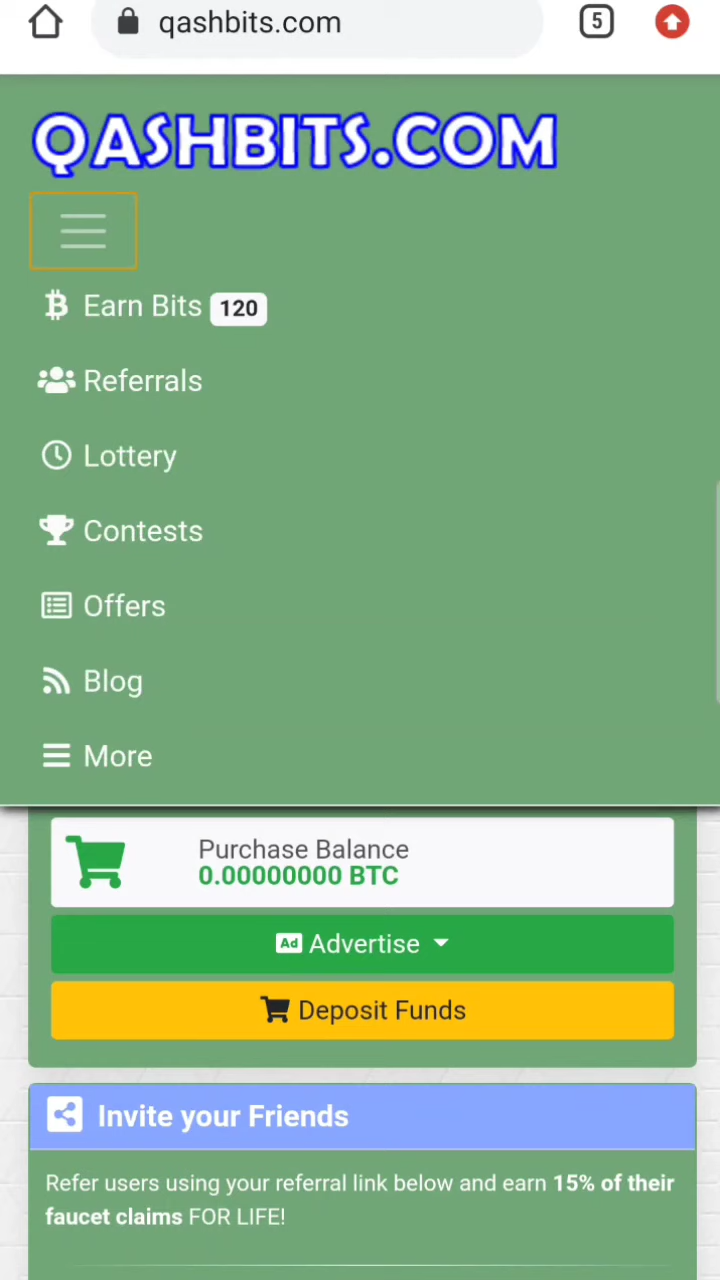 qashbits.com
5
QASHBITS.COM
Earn Bits 120
Referrals
Lottery
Contests
Offers
Blog
More
Purchase Balance
0.00000000 BTC
Ad Advertise
Deposit Funds
Invite your Friends
Refer users using your referral link below and earn 15% of their
faucet claims FOR LIFE!